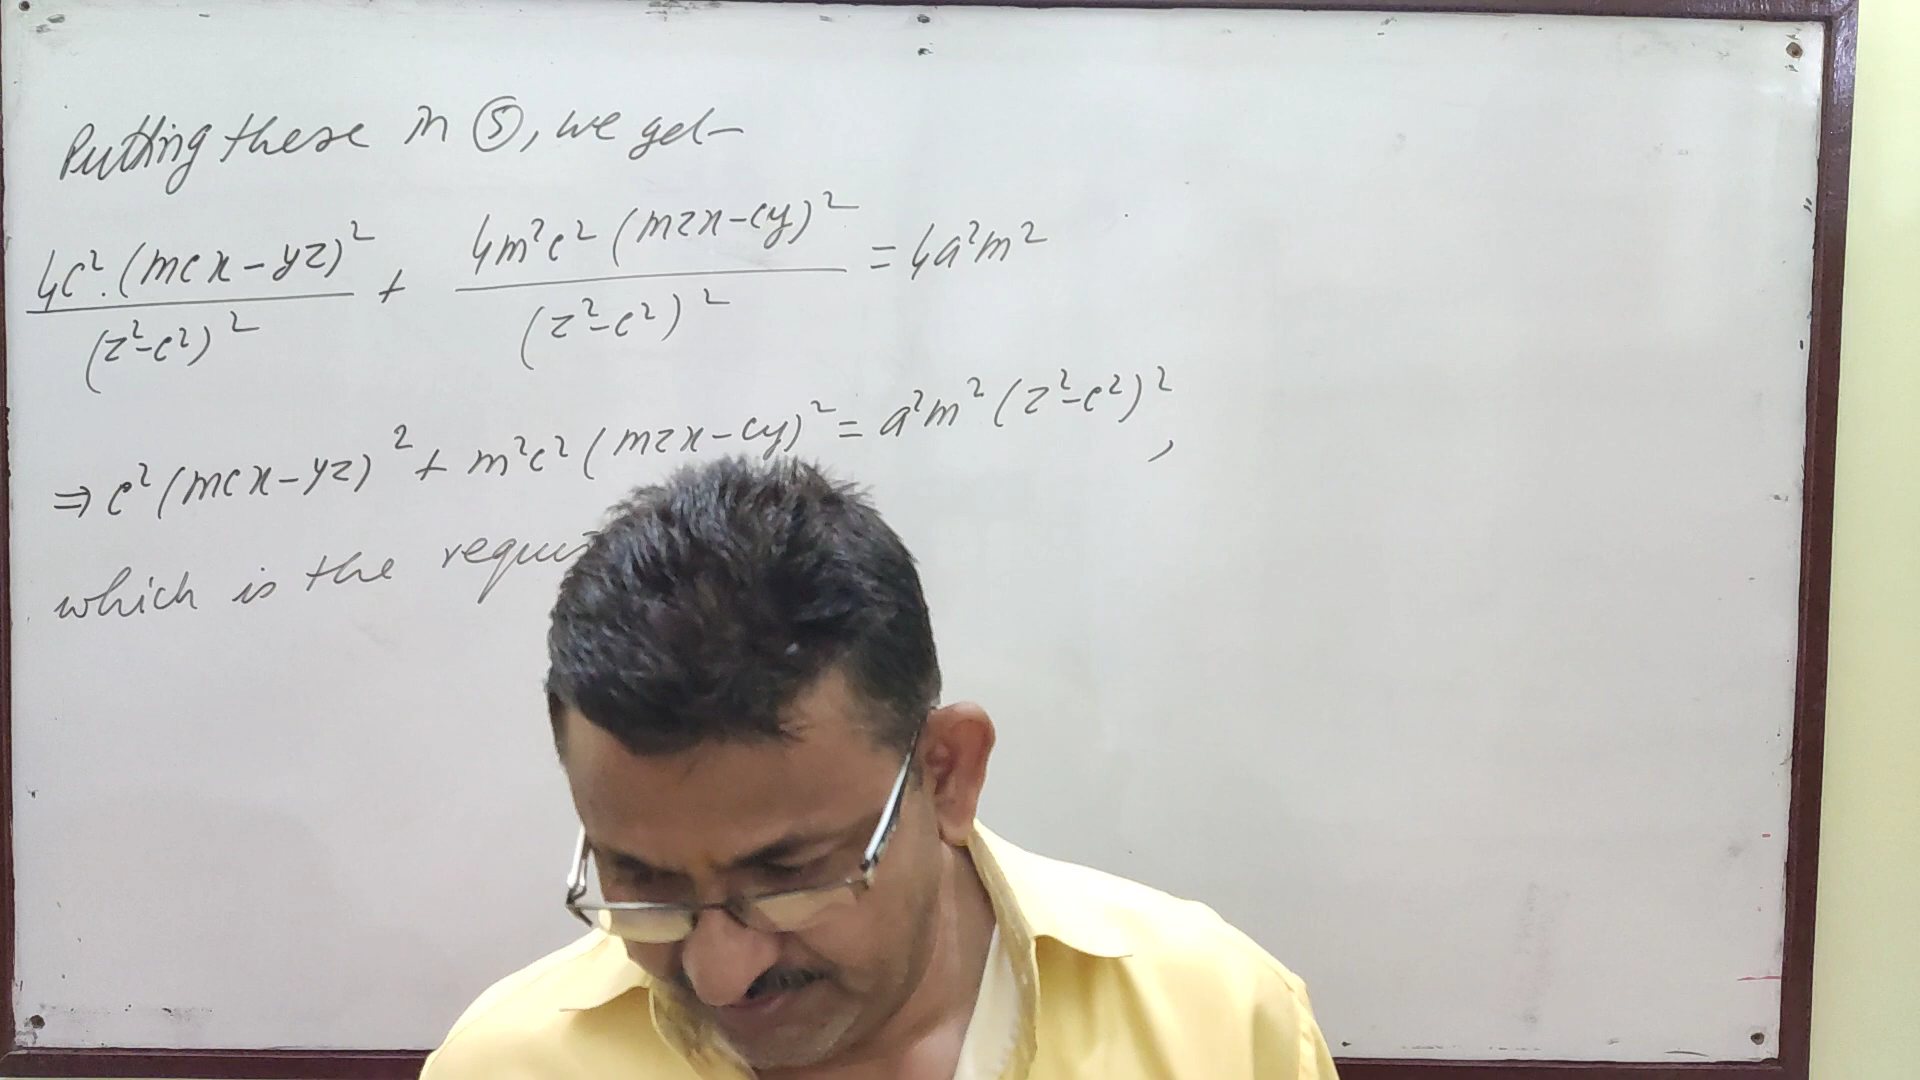 Putting these in ⑤, we get
4c².(mcx-yz)²/(z²-c²)² + 4m²c²(mzx-cy)²/(z²-c²)² = 4a²m²
⇒ c²(mcx-yz)² + m²c²(mzx-cy)² = a²m²(z²-c²)²,
which is the